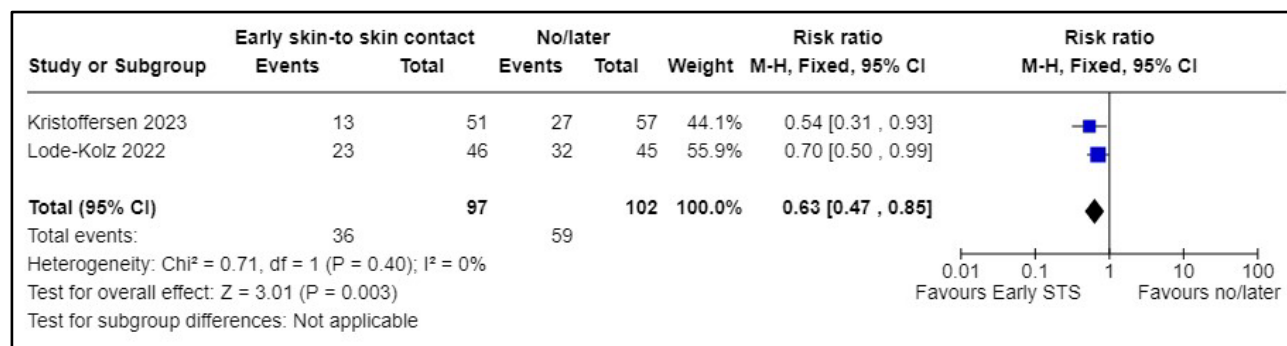 Early skin-to skin contact No/later Risk ratio Risk ratio
Study or Subgroup Events Total Events Total Weight M-H, Fixed, 95% CI M-H, Fixed, 95% CI
Kristoffersen 2023 13 51 27 57 44.1% 0.54 [0.31 , 0.93]
Lode-Kolz 2022 23 46 32 45 55.9% 0.70 [0.50 , 0.99]
Total (95% CI) 97 102 100.0% 0.63 [0.47 , 0.85]
Total events: 36 59
Heterogeneity: Chi² = 0.71, df = 1 (P = 0.40); I² = 0%
0.01 0.1 1 10 100
Test for overall effect: Z = 3.01 (P = 0.003)
Favours Early STS Favours no/later
Test for subgroup differences: Not applicable